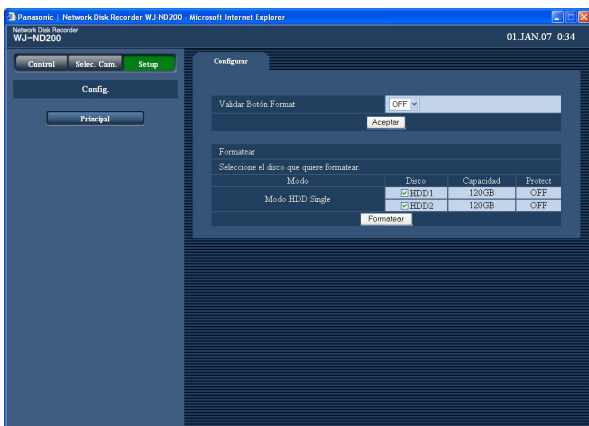 Panasonic | Network Disk Recorder WJ-ND200 - Microsoft Internet Explorer
Network Disk Recorder
WJ-ND200
01.JAN.07 0:34
Control Selec. Cam. Setup
Config.
Principal
Configurar
Validar Botón Format OFF
Aceptar
Formatear
Seleccione el disco que quiere formatear.
Modo Disco Capacidad Protect
Modo HDD Single
HDD1 120GB OFF
HDD2 120GB OFF
Formatear